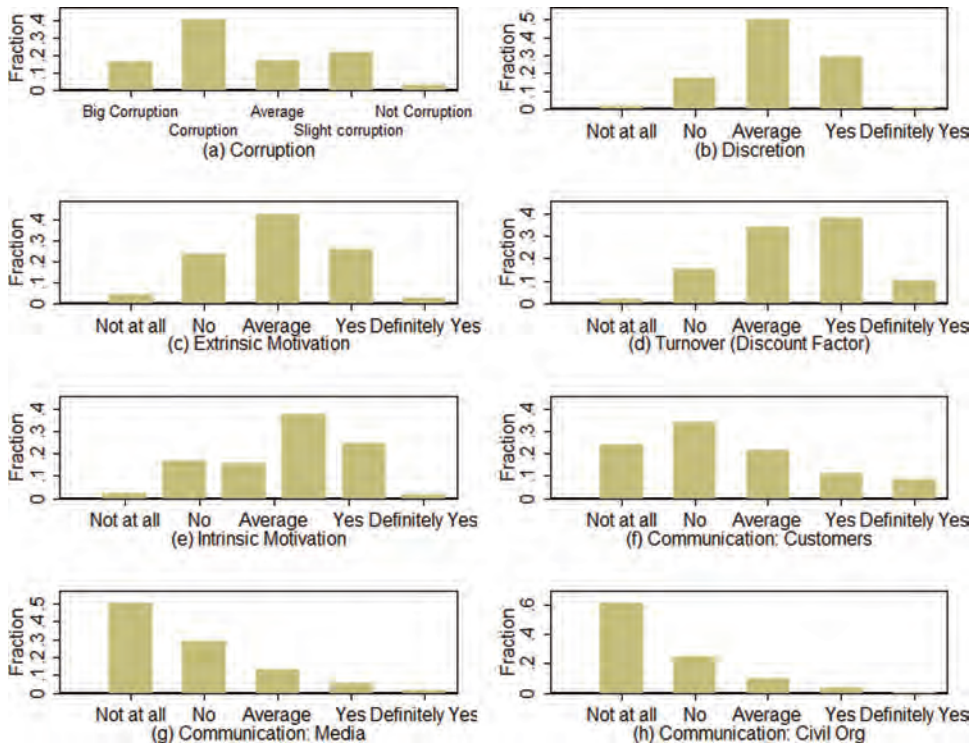 Fraction
0 .1 .2 .3 .4
Big Corruption Average Not Corruption
Corruption Slight corruption
(a) Corruption
Fraction
0 .1 .2 .3 .4 .5
Not at all No Average Yes Definitely Yes
(b) Discretion
Fraction
0 .1 .2 .3 .4
Not at all No Average Yes Definitely Yes
(c) Extrinsic Motivation
Fraction
0 .1 .2 .3 .4
Not at all No Average Yes Definitely Yes
(d) Turnover (Discount Factor)
Fraction
0 .1 .2 .3 .4
Not at all No Average Yes Definitely Yes
(e) Intrinsic Motivation
Fraction
0 .1 .2 .3 .4
Not at all No Average Yes Definitely Yes
(f) Communication: Customers
Fraction
0 .1 .2 .3 .4 .5
Not at all No Average Yes Definitely Yes
(g) Communication: Media
Fraction
0 .2 .4 .6
Not at all No Average Yes Definitely Yes
(h) Communication: Civil Org